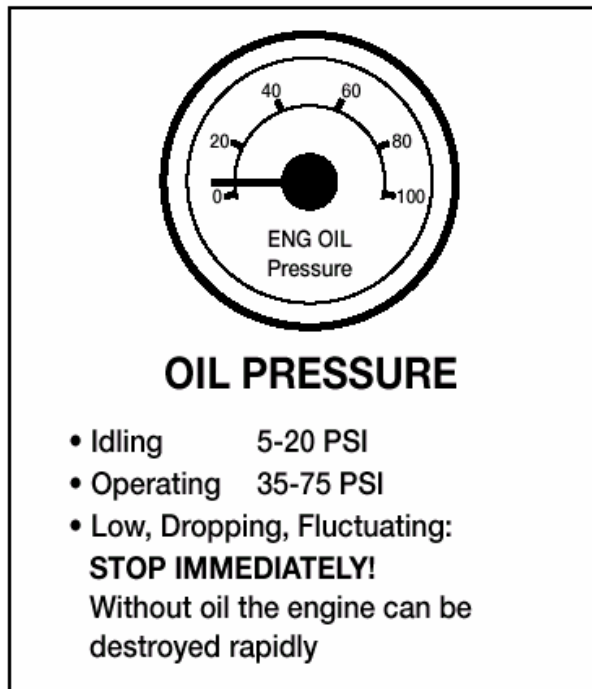 40 60
20 80
0 100
ENG OIL
Pressure
OIL PRESSURE
• Idling 5-20 PSI
• Operating 35-75 PSI
• Low, Dropping, Fluctuating:
STOP IMMEDIATELY!
Without oil the engine can be
destroyed rapidly